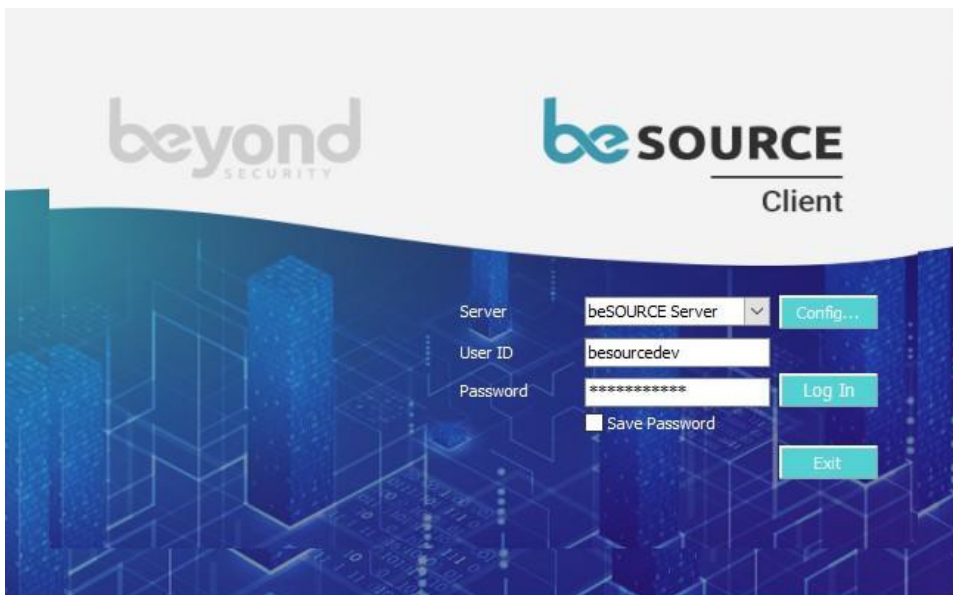 beyond
SECURITY
beSOURCE
Client
Server beSOURCE Server Config...
User ID besourcedev
Password *********** Log In
Save Password
Exit